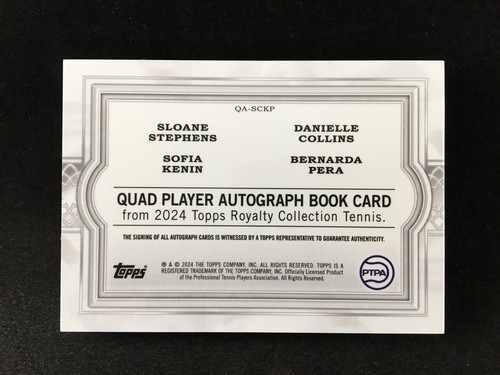 QA-SCKP
SLOANE STEPHENS
DANIELLE COLLINS
SOFIA KENIN
BERNARDA PERA
QUAD PLAYER AUTOGRAPH BOOK CARD
from 2024 Topps Royalty Collection Tennis.
THE SIGNING OF ALL AUTOGRAPH CARDS IS WITNESSED BY A TOPPS REPRESENTATIVE TO GUARANTEE AUTHENTICITY.
Topps
® & © 2024 THE TOPPS COMPANY, INC. ALL RIGHTS RESERVED. TOPPS IS A
REGISTERED TRADEMARK OF THE TOPPS COMPANY, INC. Officially Licensed Product
of the Professional Tennis Players Association. All Rights Reserved.
PTPA